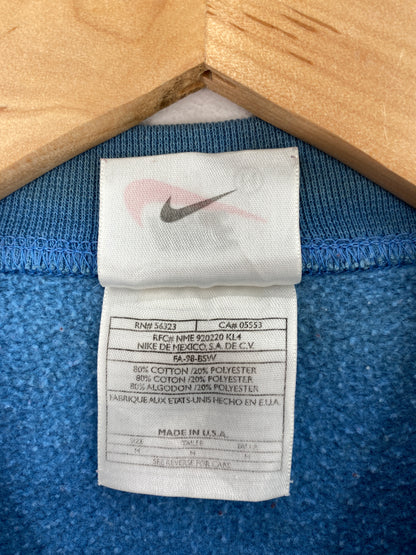 RN# 56323 CA# 05553
RFC# NME 920220 KL4
NIKE DE MEXICO, S.A. DE C.V.
FA-98-BSW
80% COTTON /20% POLYESTER
80% COTON /20% POLYESTER
80% ALGODON /20% POLYESTER
FABRIQUE AUX ETATS-UNIS HECHO EN E.U.A.
MADE IN U.S.A.
SIZE TAILLE TALLA
M M M
SEE REVERSE FOR CARE